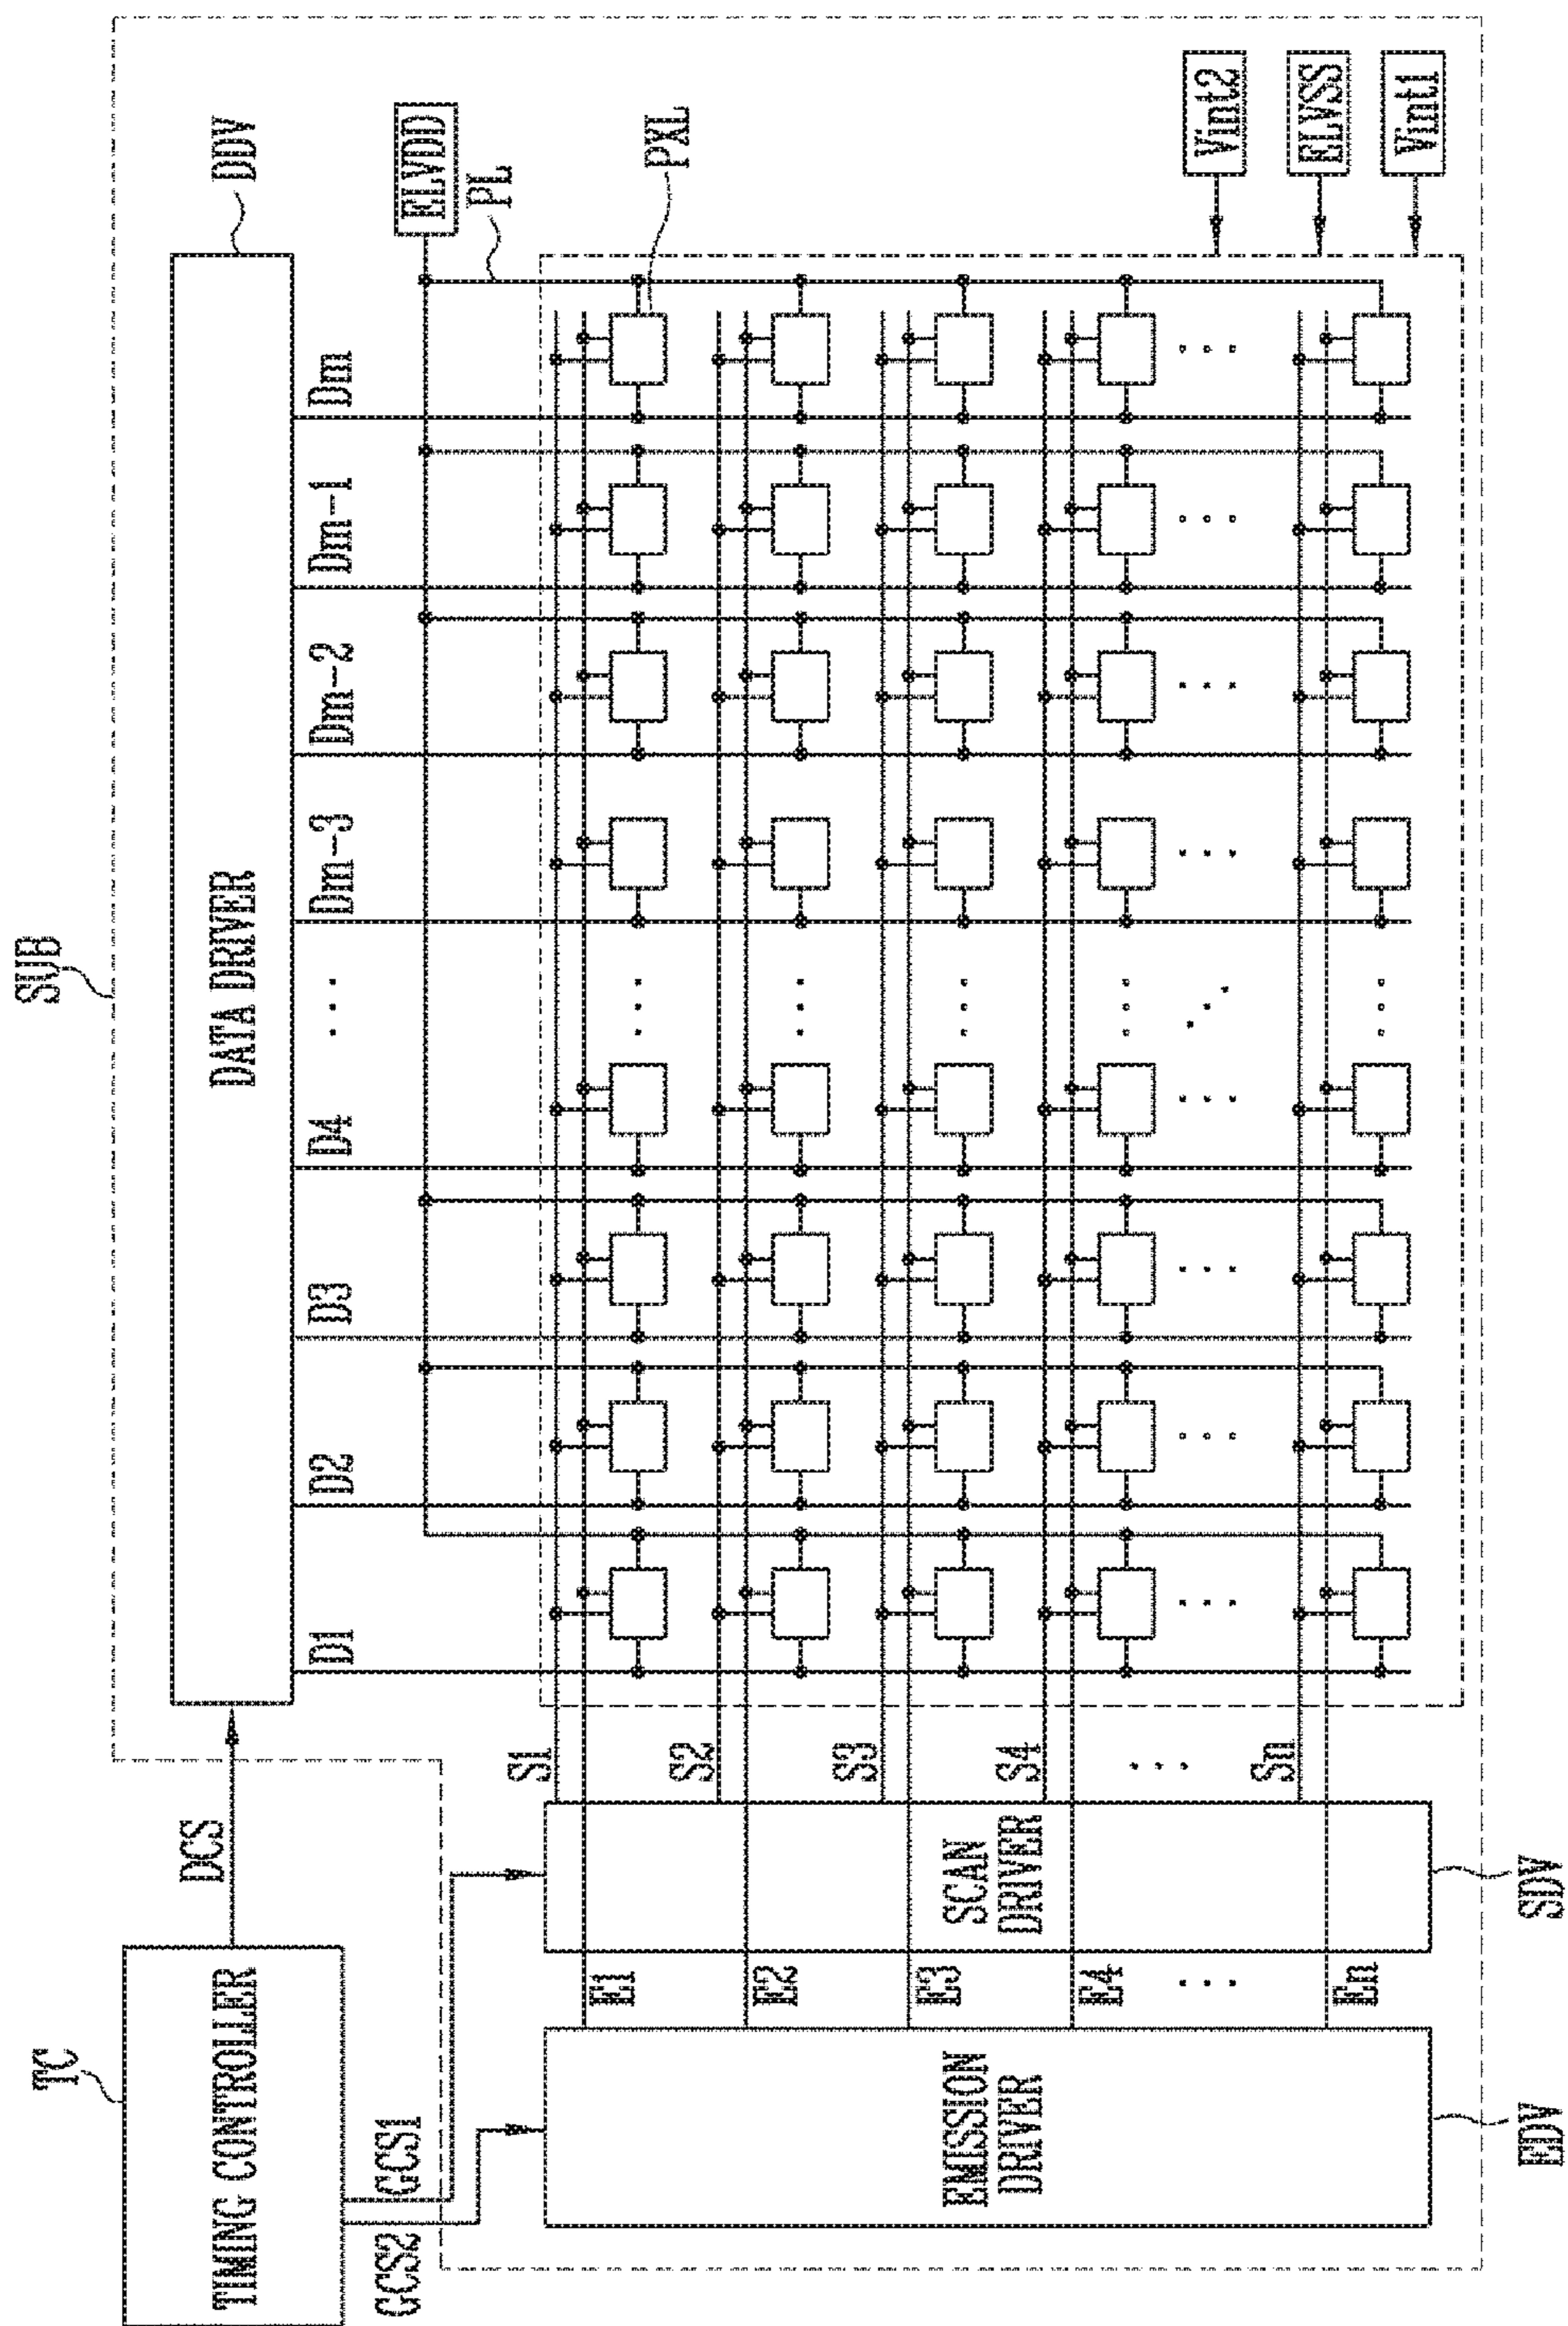 SUB
DDV
DATA DRIVER
TC
TIMING CONTROLLER
DCS
D1
D2
D3
D4
. . .
Dm-3
Dm-2
Dm-1
Dm
ELVDD
PL
PXL
GCS2
GCS1
S1
S2
S3
S4
. . .
Sn
E1
E2
E3
E4
. . .
En
EMISSION
DRIVER
SCAN
DRIVER
Vint2
ELVSS
Vint1
EDV
SDV